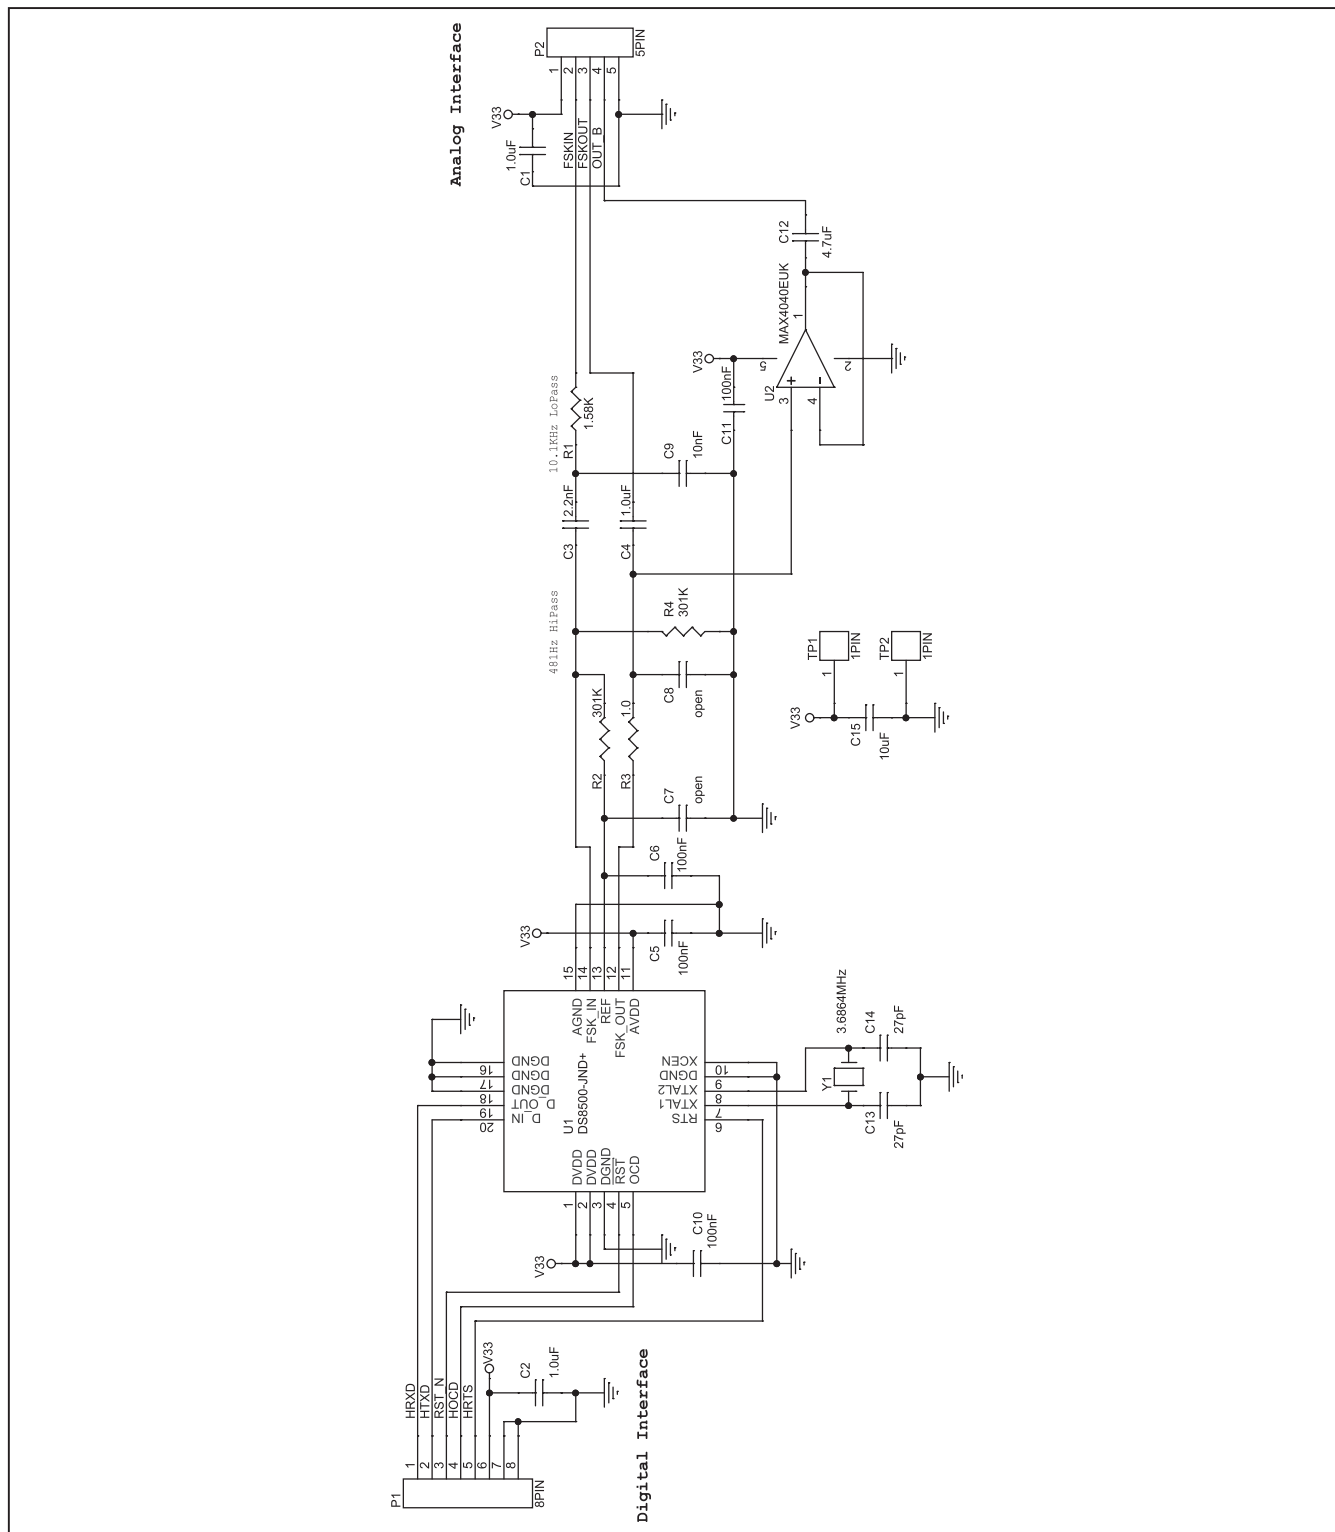 Analog Interface
P2
5PIN
1
2
3
4
5
V33
1.0uF
C1
FSKIN
FSKOUT
OUT_B
C12
4.7uF
MAX4040EUK
U2
1
2
3
4
5
V33
100nF
C11
10.1KHz LoPass
1.58K
R1
C9
10nF
2.2nF
C3
1.0uF
C4
481Hz HiPass
R4
301K
C8
open
301K
R2
1.0
R3
C7
open
TP1
1PIN
1
TP2
1PIN
1
V33
C15
10uF
C6
100nF
V33
C5
100nF
15
14
13
12
11
AGND
FSK_IN
REF
FSK_OUT
AVDD
DGND
DGND
DGND
D_OUT
D_IN
16
17
18
19
20
U1
DS8500-JND+
XCEN
DGND
XTAL2
XTAL1
RTS
10
9
8
7
6
DVDD
DVDD
DGND
RST
OCD
1
2
3
4
5
3.6864MHz
Y1
C14
27pF
C13
27pF
V33
C10
100nF
V33
C2
1.0uF
HRXD
HTXD
RST_N
HOCD
HRTS
1
2
3
4
5
6
7
8
P1
8PIN
Digital Interface